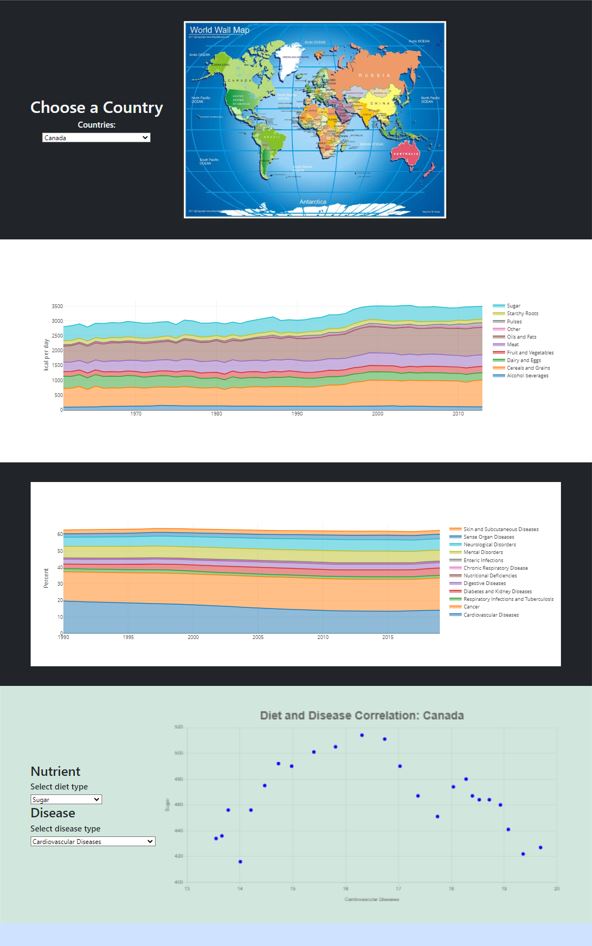 World Wall Map
Arctic OCEAN
CANADA
Russia
North Pacific
OCEAN
North Pacific
OCEAN
CHINA
BRAZIL
AUSTRALIA
South Pacific
OCEAN
Antarctica
Choose a Country
Countries:
Canada
3500
3000
2500
2000
1500
1000
500
0
kcal per day
1970
1980
1990
2000
2010
Sugar
Starchy Roots
Pulses
Other
Oils and Fats
Meat
Fruit and Vegetables
Dairy and Eggs
Cereals and Grains
Alcohol beverages
60
50
40
30
20
10
0
Percent
1990
1995
2000
2005
2010
2015
Skin and Subcutaneous Diseases
Sense Organ Diseases
Neurological Disorders
Mental Disorders
Enteric Infections
Chronic Respiratory Disease
Nutritional Deficiencies
Digestive Diseases
Diabetes and Kidney Diseases
Respiratory Infections and Tuberculosis
Cancer
Cardiovascular Diseases
Nutrient
Select diet type
Sugar
Disease
Select disease type
Cardiovascular Diseases
Diet and Disease Correlation: Canada
520
500
480
460
440
420
400
Sugar
13
14
15
16
17
18
19
20
Cardiovascular Diseases